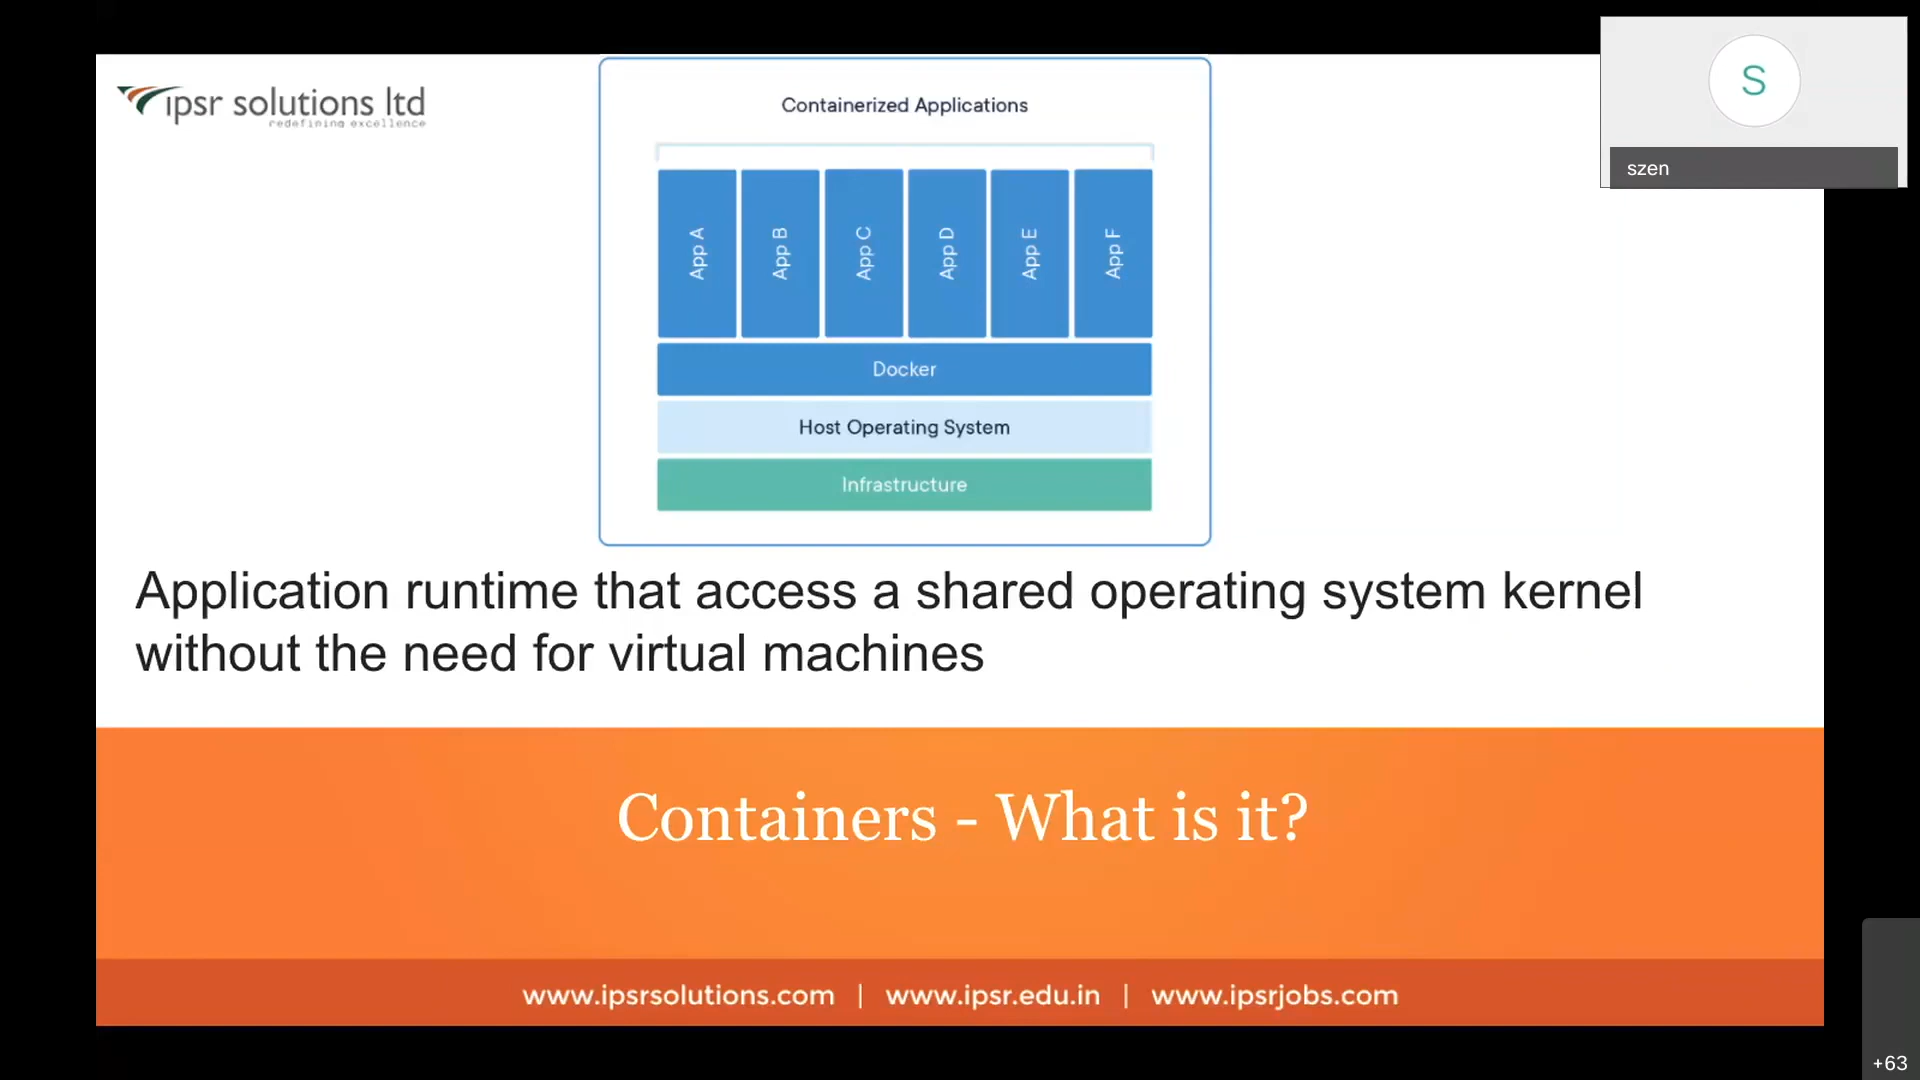 ipsr solutions ltd
redefining excellence
Containerized Applications
App A
App B
App C
App D
App E
App F
Docker
Host Operating System
Infrastructure
S
szen
Application runtime that access a shared operating system kernel
without the need for virtual machines
Containers - What is it?
www.ipsrsolutions.com | www.ipsr.edu.in | www.ipsrjobs.com
+63